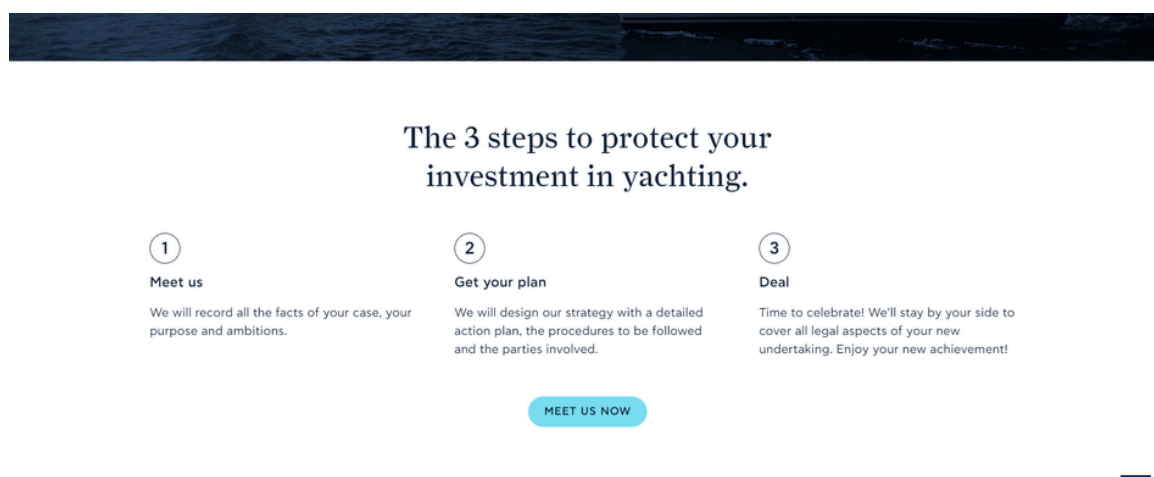 The 3 steps to protect your
investment in yachting.
1
Meet us
We will record all the facts of your case, your
purpose and ambitions.
2
Get your plan
We will design our strategy with a detailed
action plan, the procedures to be followed
and the parties involved.
3
Deal
Time to celebrate! We'll stay by your side to
cover all legal aspects of your new
undertaking. Enjoy your new achievement!
MEET US NOW